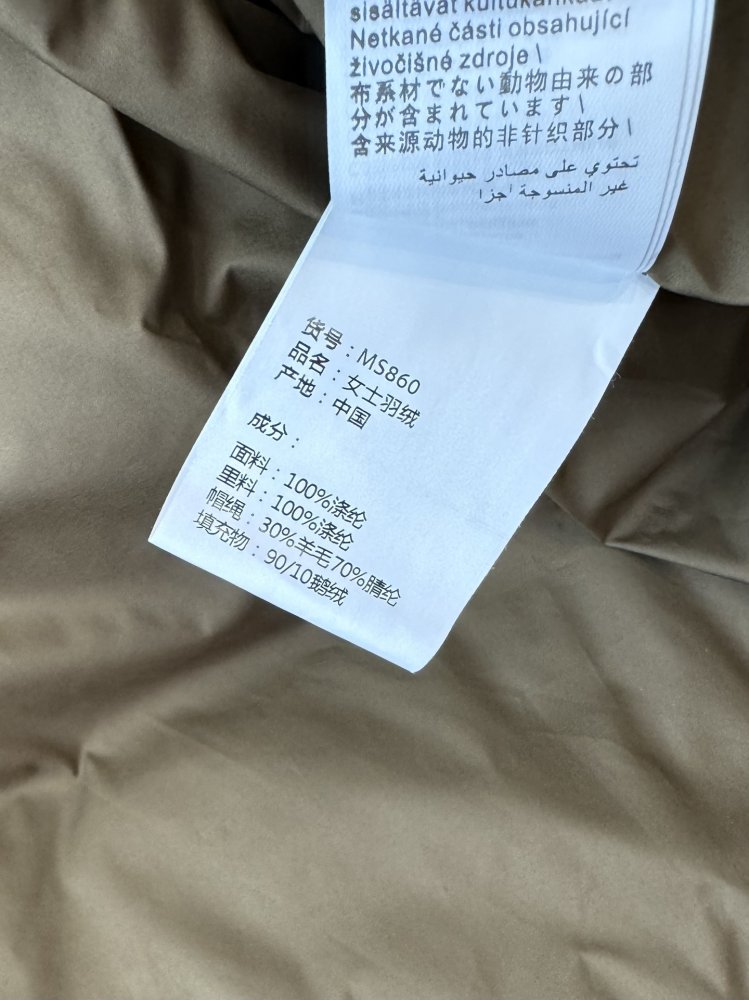 sisältävät
Netkané části obsahující
živočišné zdroje \
布系材でない動物由来の部
分が含まれています \
含来源动物的非针织部分 \
تحتوي على مصادر حيوانية
غير المنسوجة أجزا
货号：MS860
品名：女士羽绒
产地：中国
成分：
面料：100%涤纶
里料：100%涤纶
帽绳：30%羊毛70%腈纶
填充物：90/10鹅绒